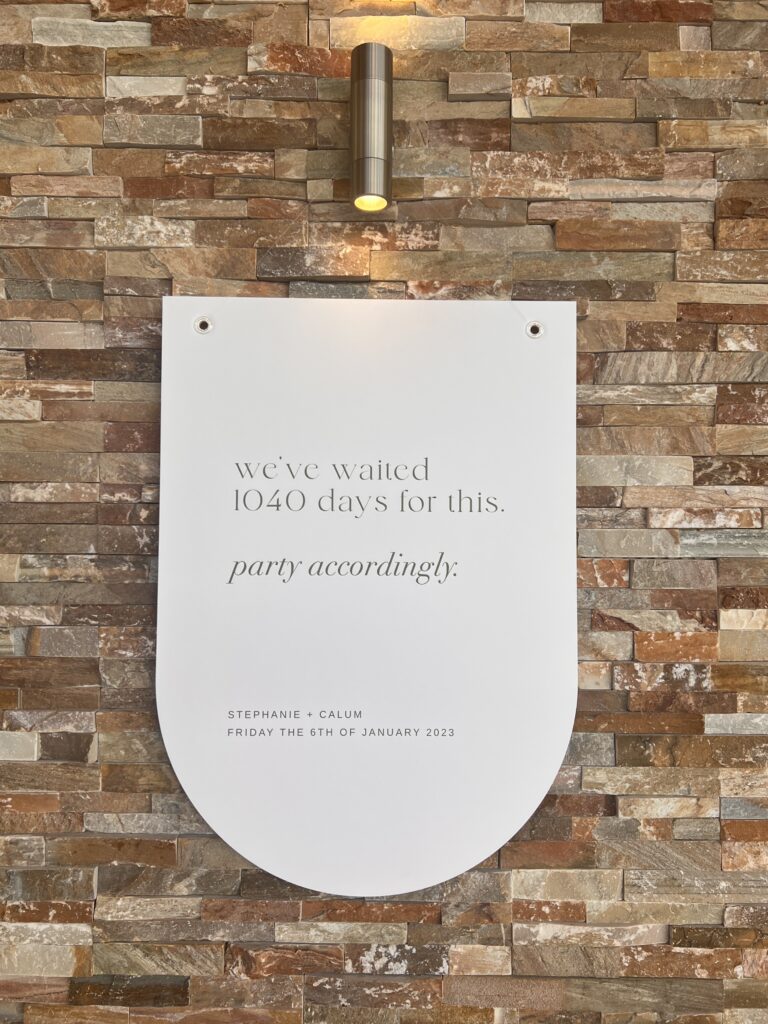 we've waited
1040 days for this.
party accordingly.
STEPHANIE + CALUM
FRIDAY THE 6TH OF JANUARY 2023